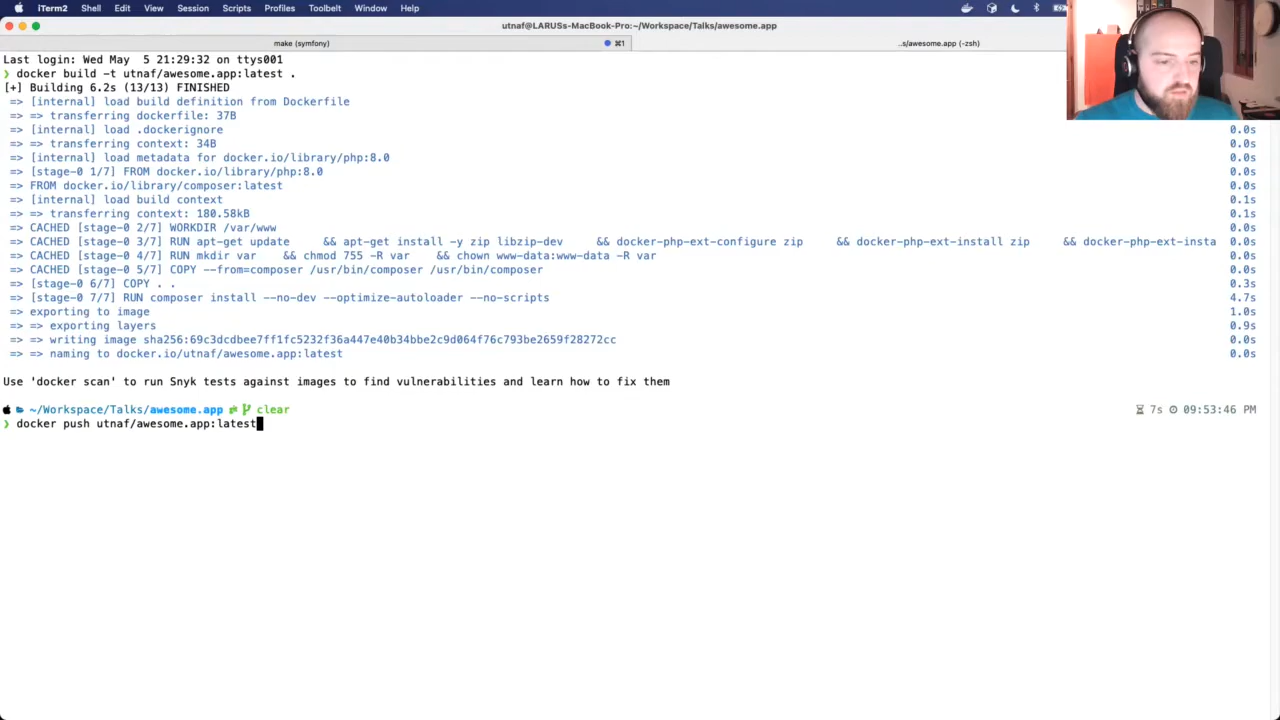 iTerm2 Shell Edit View Session Scripts Profiles Toolbelt Window Help
utnaf@LARUSs-MacBook-Pro:~/Workspace/Talks/awesome.app
make (symfony) ⌘1 ..s/awesome.app (-zsh)
Last login: Wed May  5 21:29:32 on ttys001
❯ docker build -t utnaf/awesome.app:latest .
[+] Building 6.2s (13/13) FINISHED
=> [internal] load build definition from Dockerfile
=> => transferring dockerfile: 37B
=> [internal] load .dockerignore 0.0s
=> => transferring context: 34B 0.0s
=> [internal] load metadata for docker.io/library/php:8.0 0.0s
=> [stage-0 1/7] FROM docker.io/library/php:8.0 0.0s
=> FROM docker.io/library/composer:latest 0.0s
=> [internal] load build context 0.1s
=> => transferring context: 180.58kB 0.1s
=> CACHED [stage-0 2/7] WORKDIR /var/www 0.0s
=> CACHED [stage-0 3/7] RUN apt-get update && apt-get install -y zip libzip-dev && docker-php-ext-configure zip && docker-php-ext-install zip && docker-php-ext-insta 0.0s
=> CACHED [stage-0 4/7] RUN mkdir var && chmod 755 -R var && chown www-data:www-data -R var 0.0s
=> CACHED [stage-0 5/7] COPY --from=composer /usr/bin/composer /usr/bin/composer 0.0s
=> [stage-0 6/7] COPY . . 0.3s
=> [stage-0 7/7] RUN composer install --no-dev --optimize-autoloader --no-scripts 4.7s
=> exporting to image 1.0s
=> => exporting layers 0.9s
=> => writing image sha256:69c3dcdbee7ff1fc5232f36a447e40b34bbe2c9d064f76c793be2659f28272cc 0.0s
=> => naming to docker.io/utnaf/awesome.app:latest 0.0s
Use 'docker scan' to run Snyk tests against images to find vulnerabilities and learn how to fix them
~/Workspace/Talks/awesome.app clear 7s 09:53:46 PM
❯ docker push utnaf/awesome.app:latest